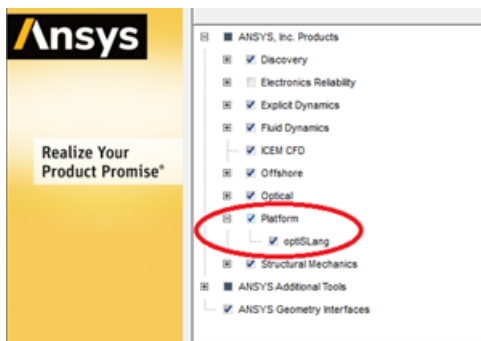 Ansys
Realize Your
Product Promise®
ANSYS, Inc. Products
Discovery
Electronics Reliability
Explicit Dynamics
Fluid Dynamics
ICEM CFD
Offshore
Optical
Platform
optiSLang
Structural Mechanics
ANSYS Additional Tools
ANSYS Geometry Interfaces